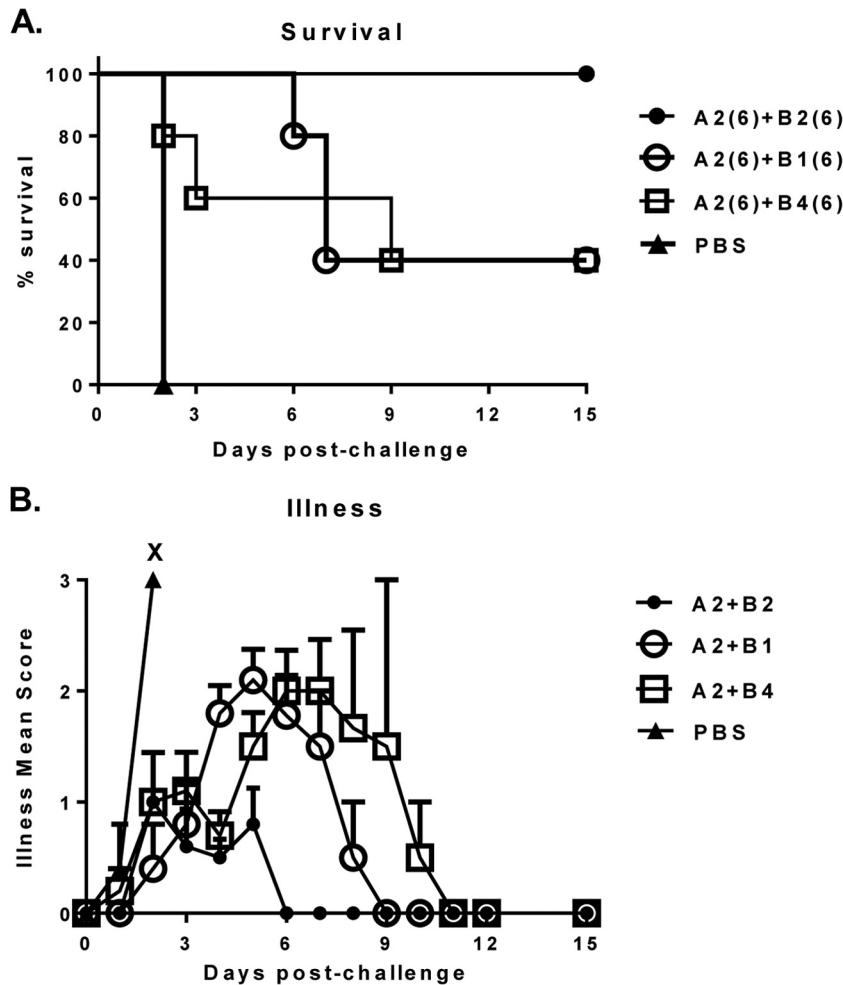 A.
Survival
100
80
60
40
20
0
% survival
0 3 6 9 12 15
Days post-challenge
A2(6)+B2(6)
A2(6)+B1(6)
A2(6)+B4(6)
PBS
B.
Illness
X
3
2
1
0
Illness Mean Score
0 3 6 9 12 15
Days post-challenge
A2+B2
A2+B1
A2+B4
PBS